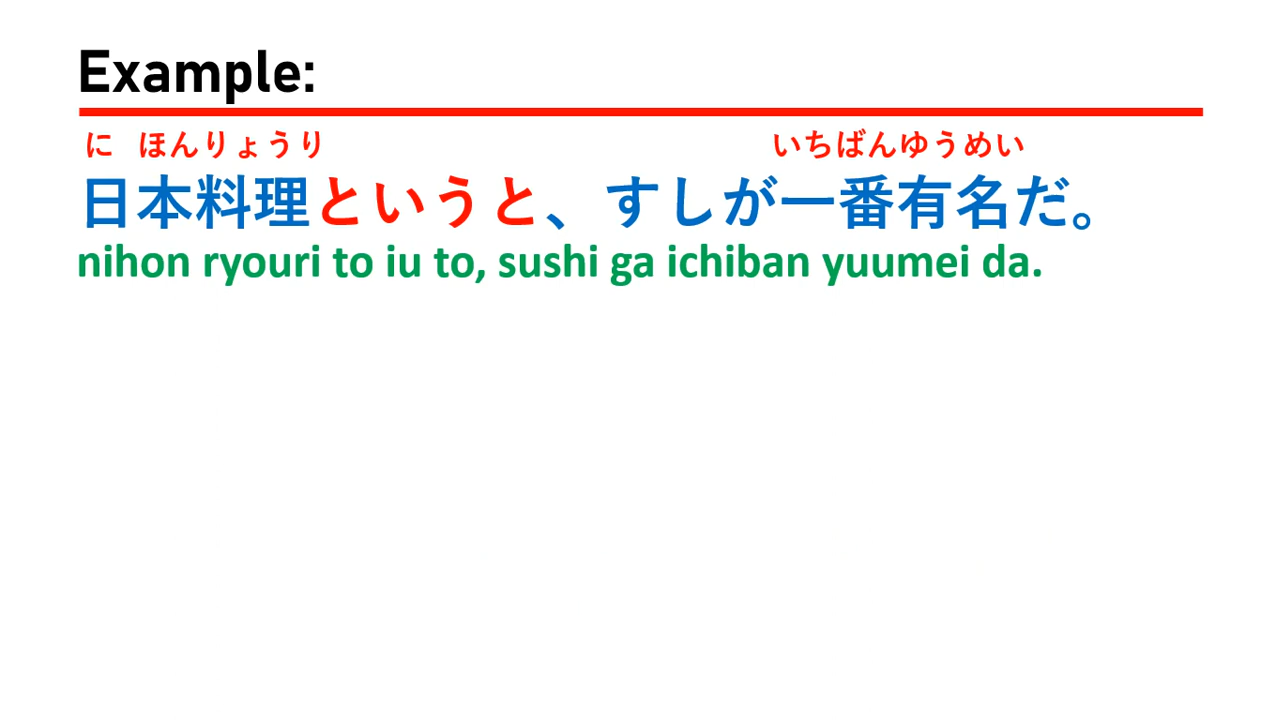 Example:
に ほんりょうり いちばんゆうめい
日本料理というと、すしが一番有名だ。
nihon ryouri to iu to, sushi ga ichiban yuumei da.